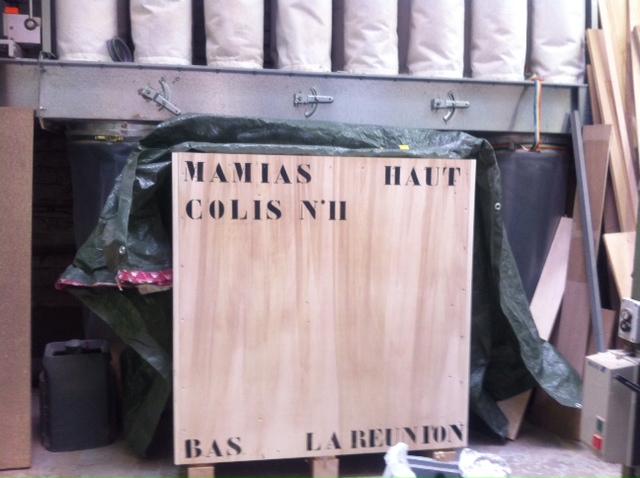 MAMIAS HAUT
COLIS N°11
BAS LA REUNION